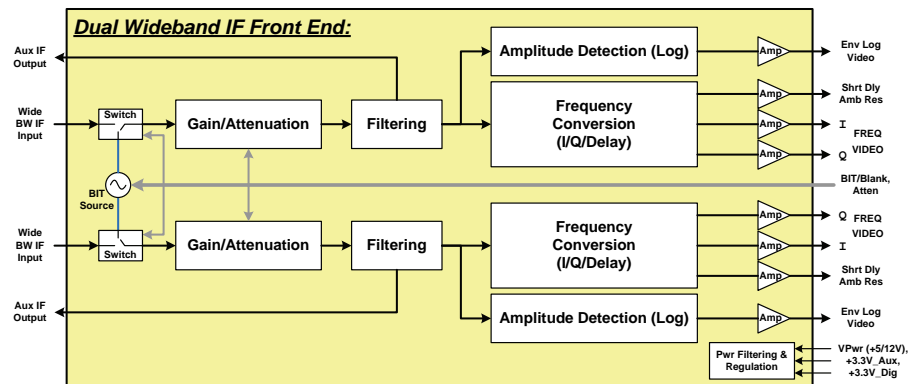 Dual Wideband IF Front End:
Aux IF
Output
Amplitude Detection (Log)
Amp
Env Log
Video
Wide
BW IF
Input
Switch
Gain/Attenuation
Filtering
Frequency
Conversion
(I/Q/Delay)
Amp
Shrt Dly
Amb Res
Amp
I
FREQ
VIDEO
Amp
Q
BIT
Source
BIT/Blank,
Atten
Wide
BW IF
Input
Switch
Gain/Attenuation
Filtering
Frequency
Conversion
(I/Q/Delay)
Amp
Q
FREQ
VIDEO
Amp
I
Amp
Shrt Dly
Amb Res
Aux IF
Output
Amplitude Detection (Log)
Amp
Env Log
Video
Pwr Filtering &
Regulation
VPwr (+5/12V),
+3.3V_Aux,
+3.3V_Dig